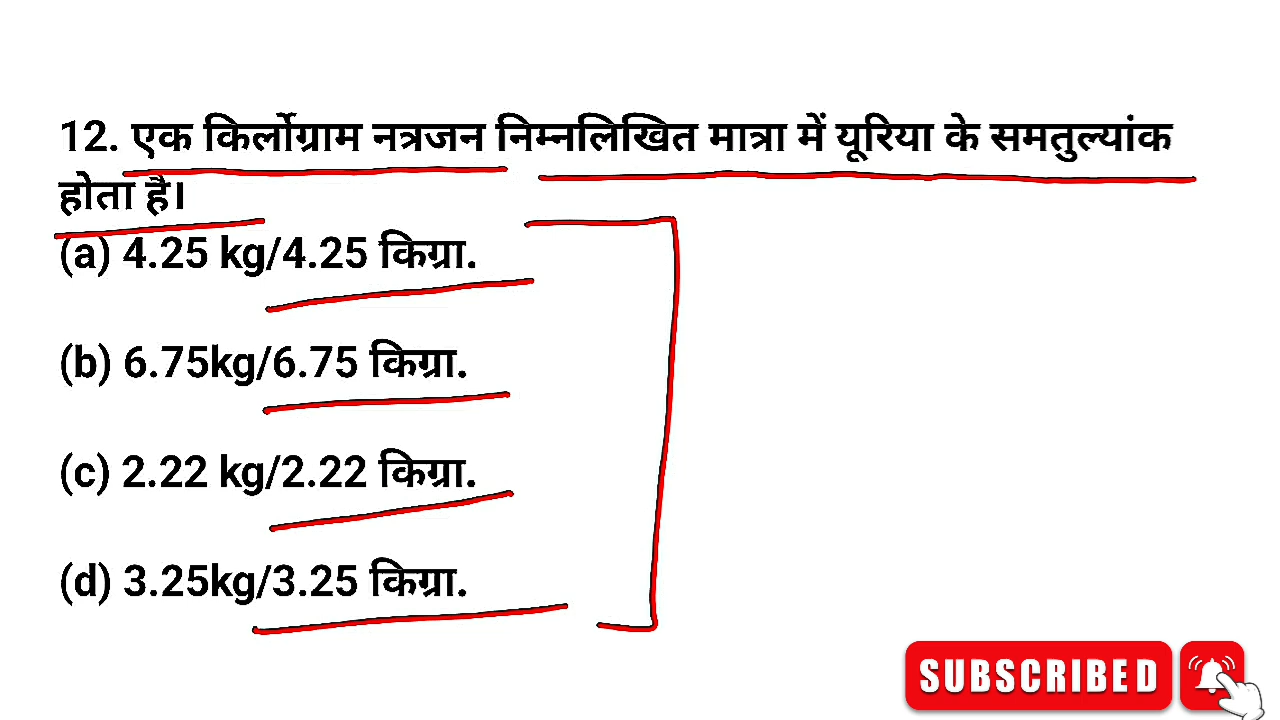 12. एक किर्लोग्राम नत्रजन निम्नलिखित मात्रा में यूरिया के समतुल्यांक
होता है।
(a) 4.25 kg/4.25 किग्रा.
(b) 6.75kg/6.75 किग्रा.
(c) 2.22 kg/2.22 किग्रा.
(d) 3.25kg/3.25 किग्रा.
SUBSCRIBED